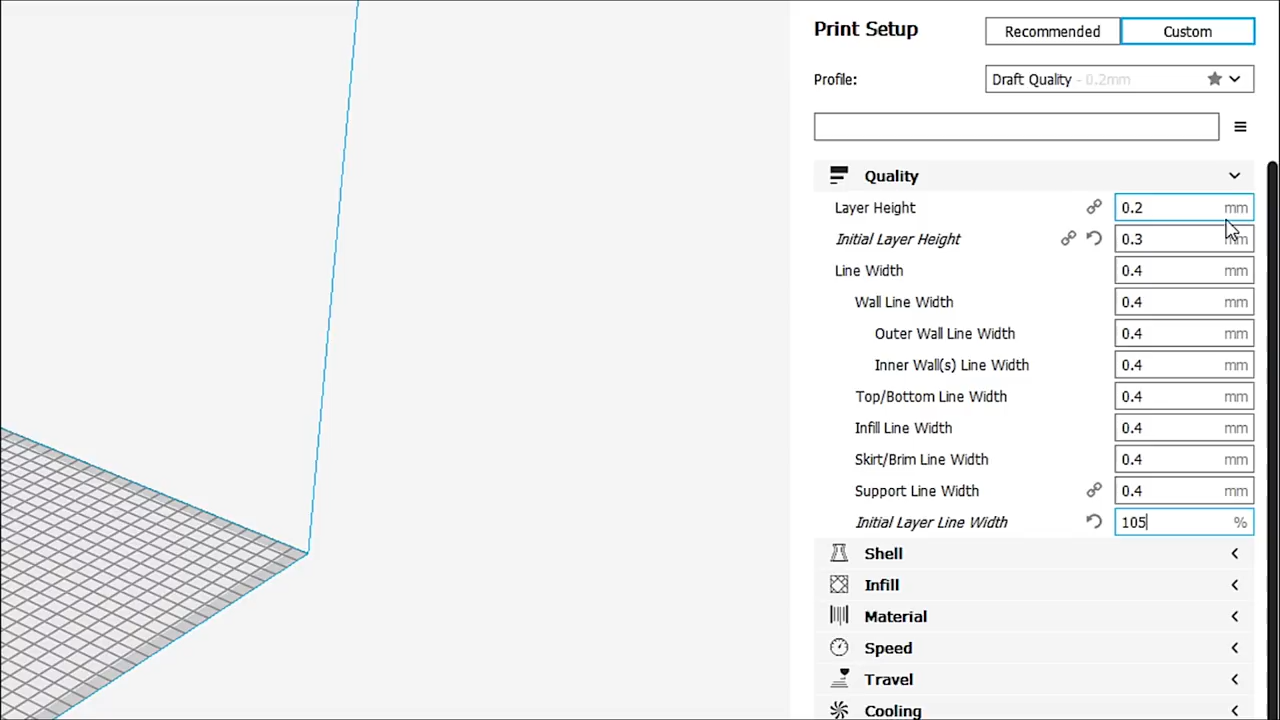 Print Setup Recommended Custom
Profile: Draft Quality - 0.2mm
Quality
Layer Height 0.2 mm
Initial Layer Height 0.3 mm
Line Width 0.4 mm
Wall Line Width 0.4 mm
Outer Wall Line Width 0.4 mm
Inner Wall(s) Line Width 0.4 mm
Top/Bottom Line Width 0.4 mm
Infill Line Width 0.4 mm
Skirt/Brim Line Width 0.4 mm
Support Line Width 0.4 mm
Initial Layer Line Width 105 %
Shell
Infill
Material
Speed
Travel
Cooling